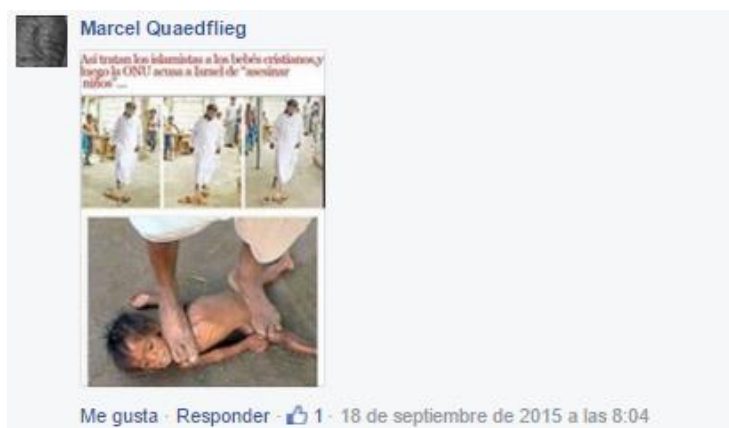 Marcel Quaedflieg
Así tratan los islamistas a los bebés cristianos,y
luego la ONU acusa a Israel de "asesinar
niños"...
Me gusta · Responder · 1 · 18 de septiembre de 2015 a las 8:04